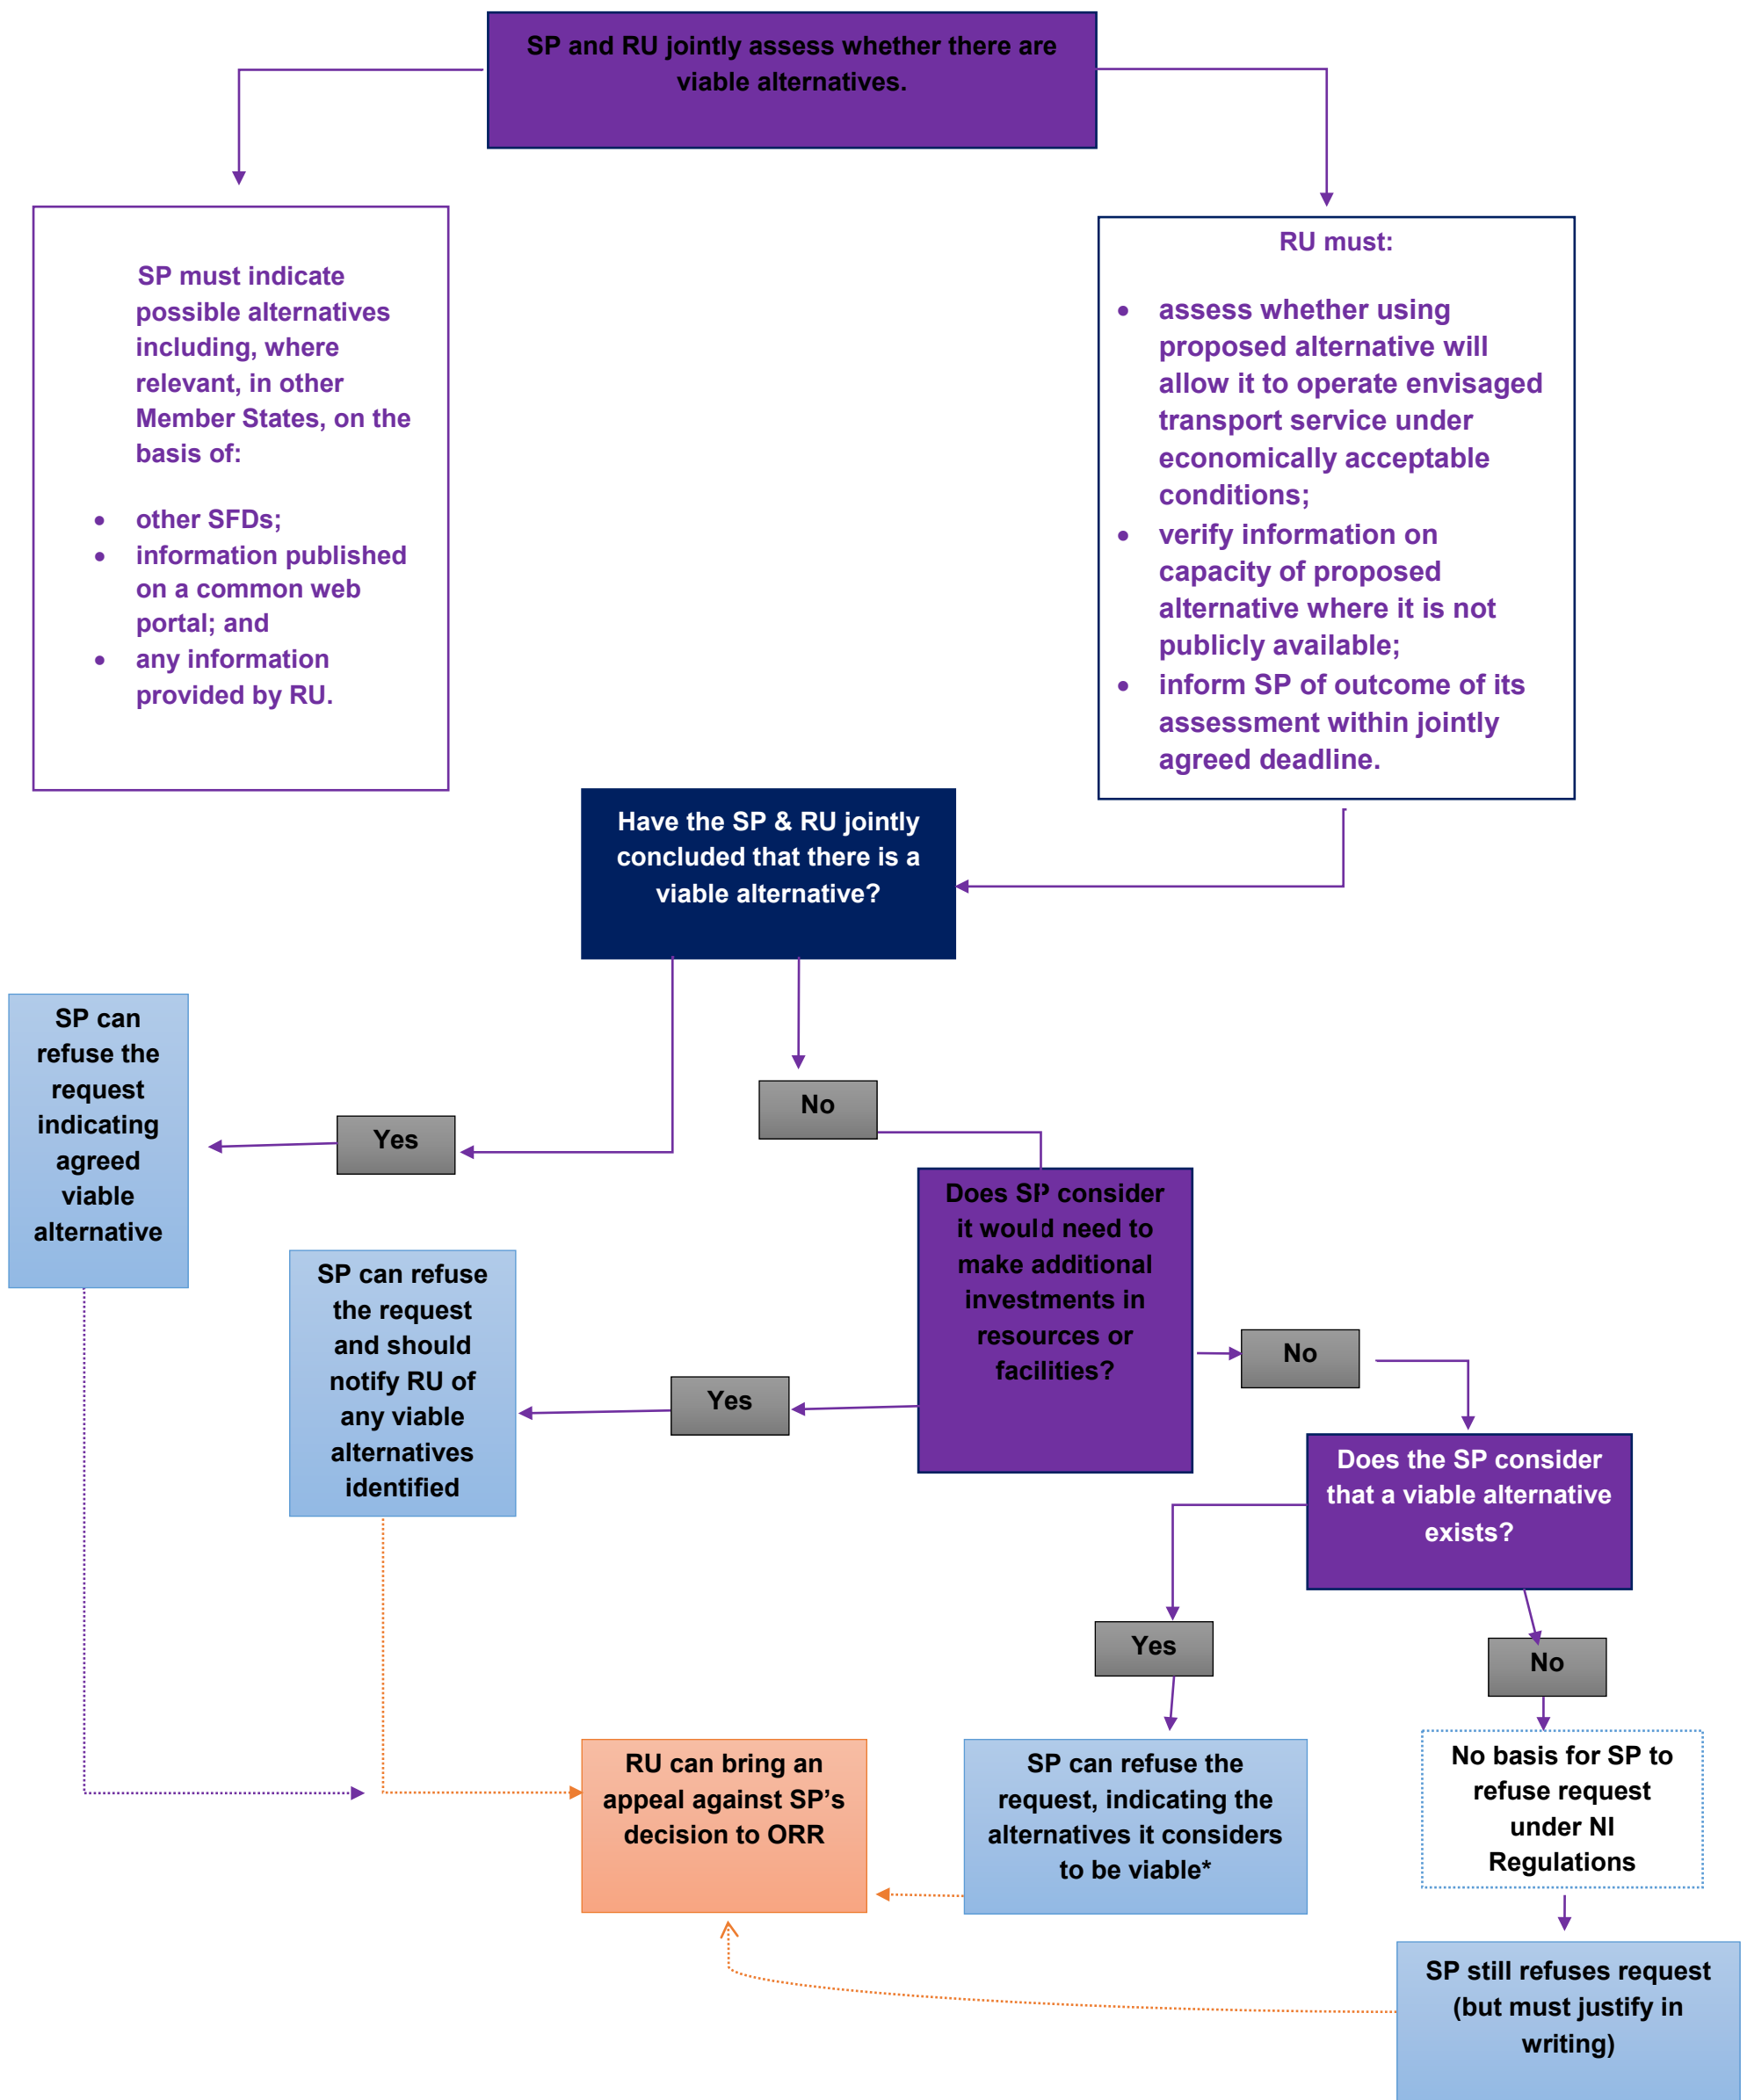 SP and RU jointly assess whether there are
viable alternatives.
SP must indicate
possible alternatives
including, where
relevant, in other
Member States, on the
basis of:
• other SFDs;
• information published
on a common web
portal; and
• any information
provided by RU.
RU must:
• assess whether using
proposed alternative will
allow it to operate envisaged
transport service under
economically acceptable
conditions;
• verify information on
capacity of proposed
alternative where it is not
publicly available;
• inform SP of outcome of its
assessment within jointly
agreed deadline.
Have the SP & RU jointly
concluded that there is a
viable alternative?
SP can
refuse the
request
indicating
agreed
viable
alternative
Yes
No
Does SP consider
it would need to
make additional
investments in
resources or
facilities?
SP can refuse
the request
and should
notify RU of
any viable
alternatives
identified
Yes
No
Does the SP consider
that a viable alternative
exists?
Yes
No
RU can bring an
appeal against SP’s
decision to ORR
SP can refuse the
request, indicating the
alternatives it considers
to be viable*
No basis for SP to
refuse request
under NI
Regulations
SP still refuses request
(but must justify in
writing)